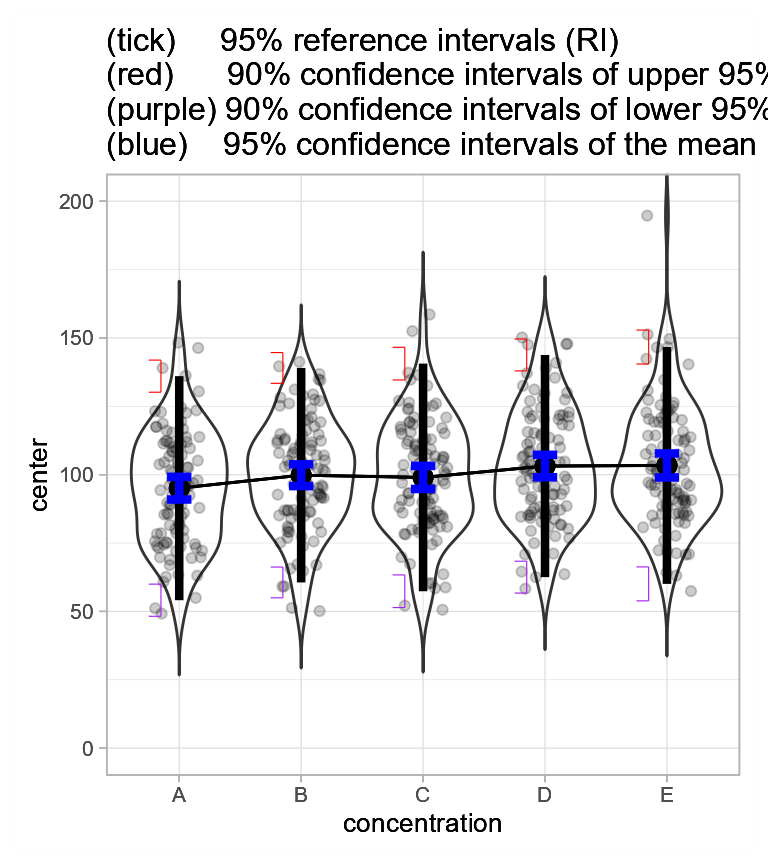 (tick) 95% reference intervals (RI)
(red) 90% confidence intervals of upper 95%
(purple) 90% confidence intervals of lower 95%
(blue) 95% confidence intervals of the mean
200
150
100
50
0
center
A B C D E
concentration